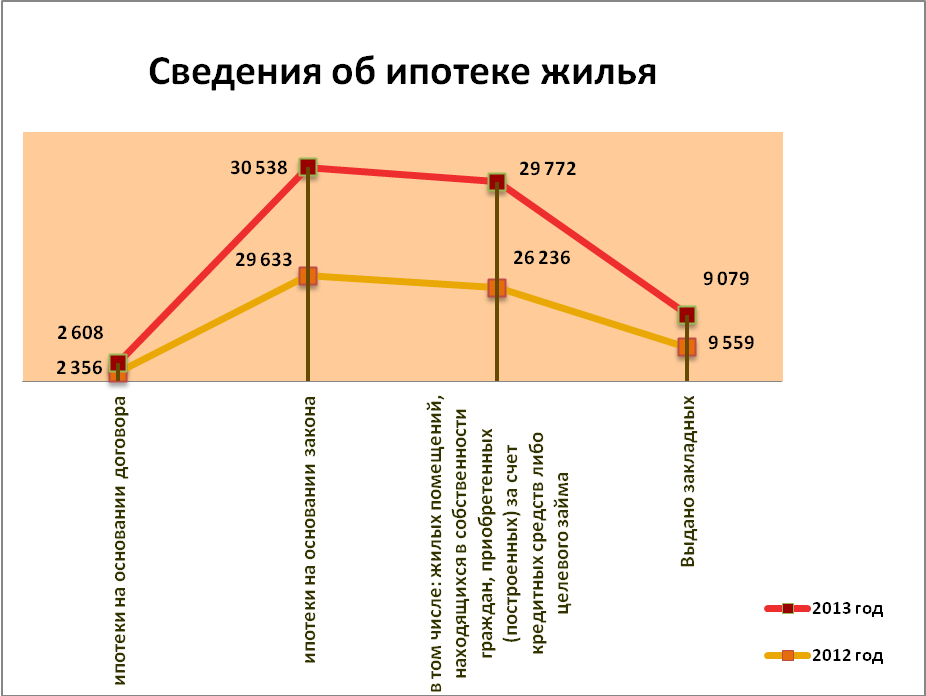 Сведения об ипотеке жилья
30 538
29 772
29 633
26 236
9 079
2 608
9 559
2 356
ипотеки на основании договора
ипотеки на основании закона
в том числе: жилых помещений,
находящихся в собственности
граждан, приобретенных
(построенных) за счет
кредитных средств либо
целевого займа
Выдано закладных
2013 год
2012 год